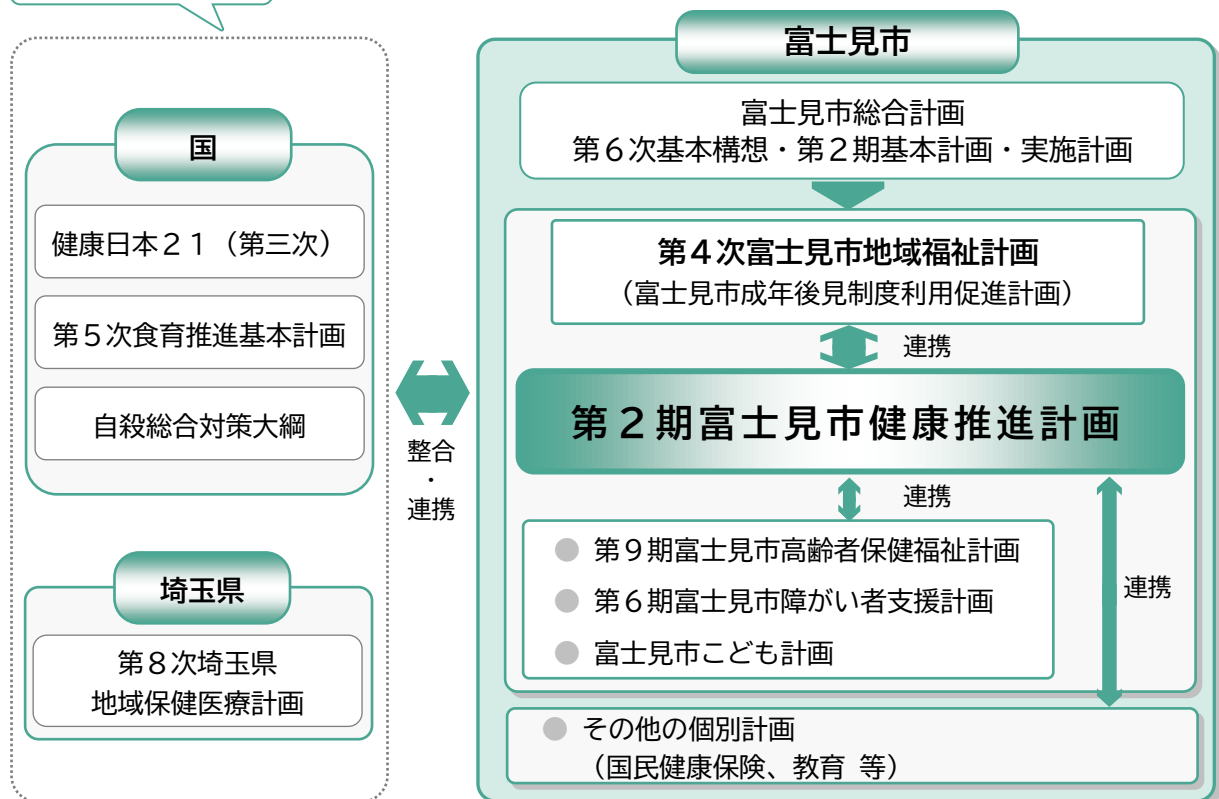 国
健康日本２１（第三次）
第５次食育推進基本計画
自殺総合対策大綱
埼玉県
第８次埼玉県
地域保健医療計画
整合
・
連携
富士見市
富士見市総合計画
第６次基本構想・第２期基本計画・実施計画
第４次富士見市地域福祉計画
（富士見市成年後見制度利用促進計画）
連携
第２期富士見市健康推進計画
連携
● 第９期富士見市高齢者保健福祉計画
● 第６期富士見市障がい者支援計画
● 富士見市こども計画
連携
● その他の個別計画
（国民健康保険、教育 等）